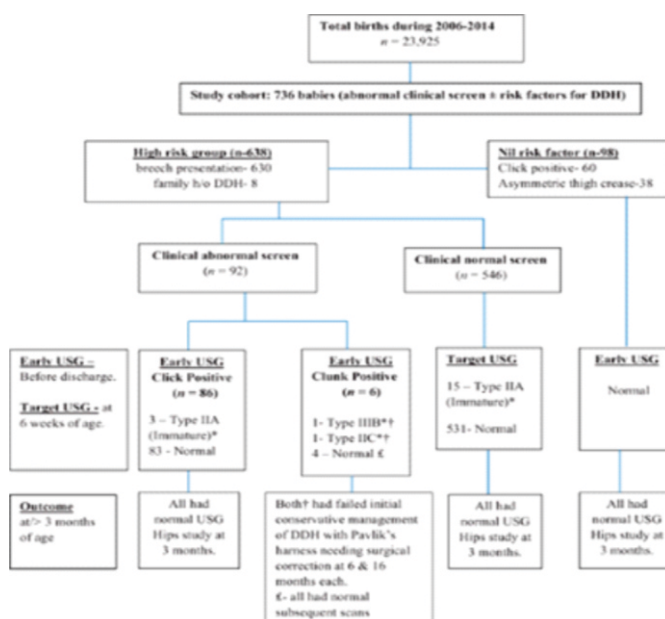 Total births during 2006-2014
n = 23,925
Study cohort: 736 babies (abnormal clinical screen ± risk factors for DDH)
High risk group (n-638)
breech presentation- 630
family h/o DDH- 8
Nil risk factor (n-98)
Click positive- 60
Asymmetric thigh crease-38
Clinical abnormal screen
(n = 92)
Clinical normal screen
(n = 546)
Early USG –
Before discharge.
Target USG - at
6 weeks of age.
Early USG
Click Positive
(n = 86)
3 – Type IIA
(Immature)*
83 - Normal
Early USG
Clunk Positive
(n = 6)
1- Type IIIB*†
1- Type IIC*†
4 – Normal £
Target USG
15 – Type IIA
(Immature)*
531- Normal
Early USG
Normal
Outcome
at/> 3 months
of age
All had
normal USG
Hips study at
3 months.
Both† had failed initial
conservative management
of DDH with Pavlik's
harness needing surgical
correction at 6 & 16
months each.
£- all had normal
subsequent scans
All had
normal USG
Hips study at
3 months.
All had
normal USG
Hips study at
3 months.